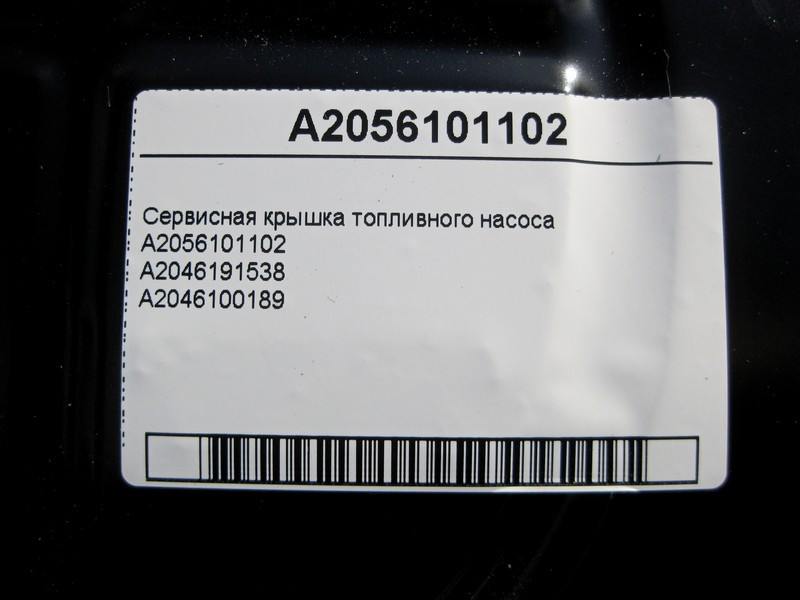 A2056101102
Сервисная крышка топливного насоса
A2056101102
A2046191538
A2046100189